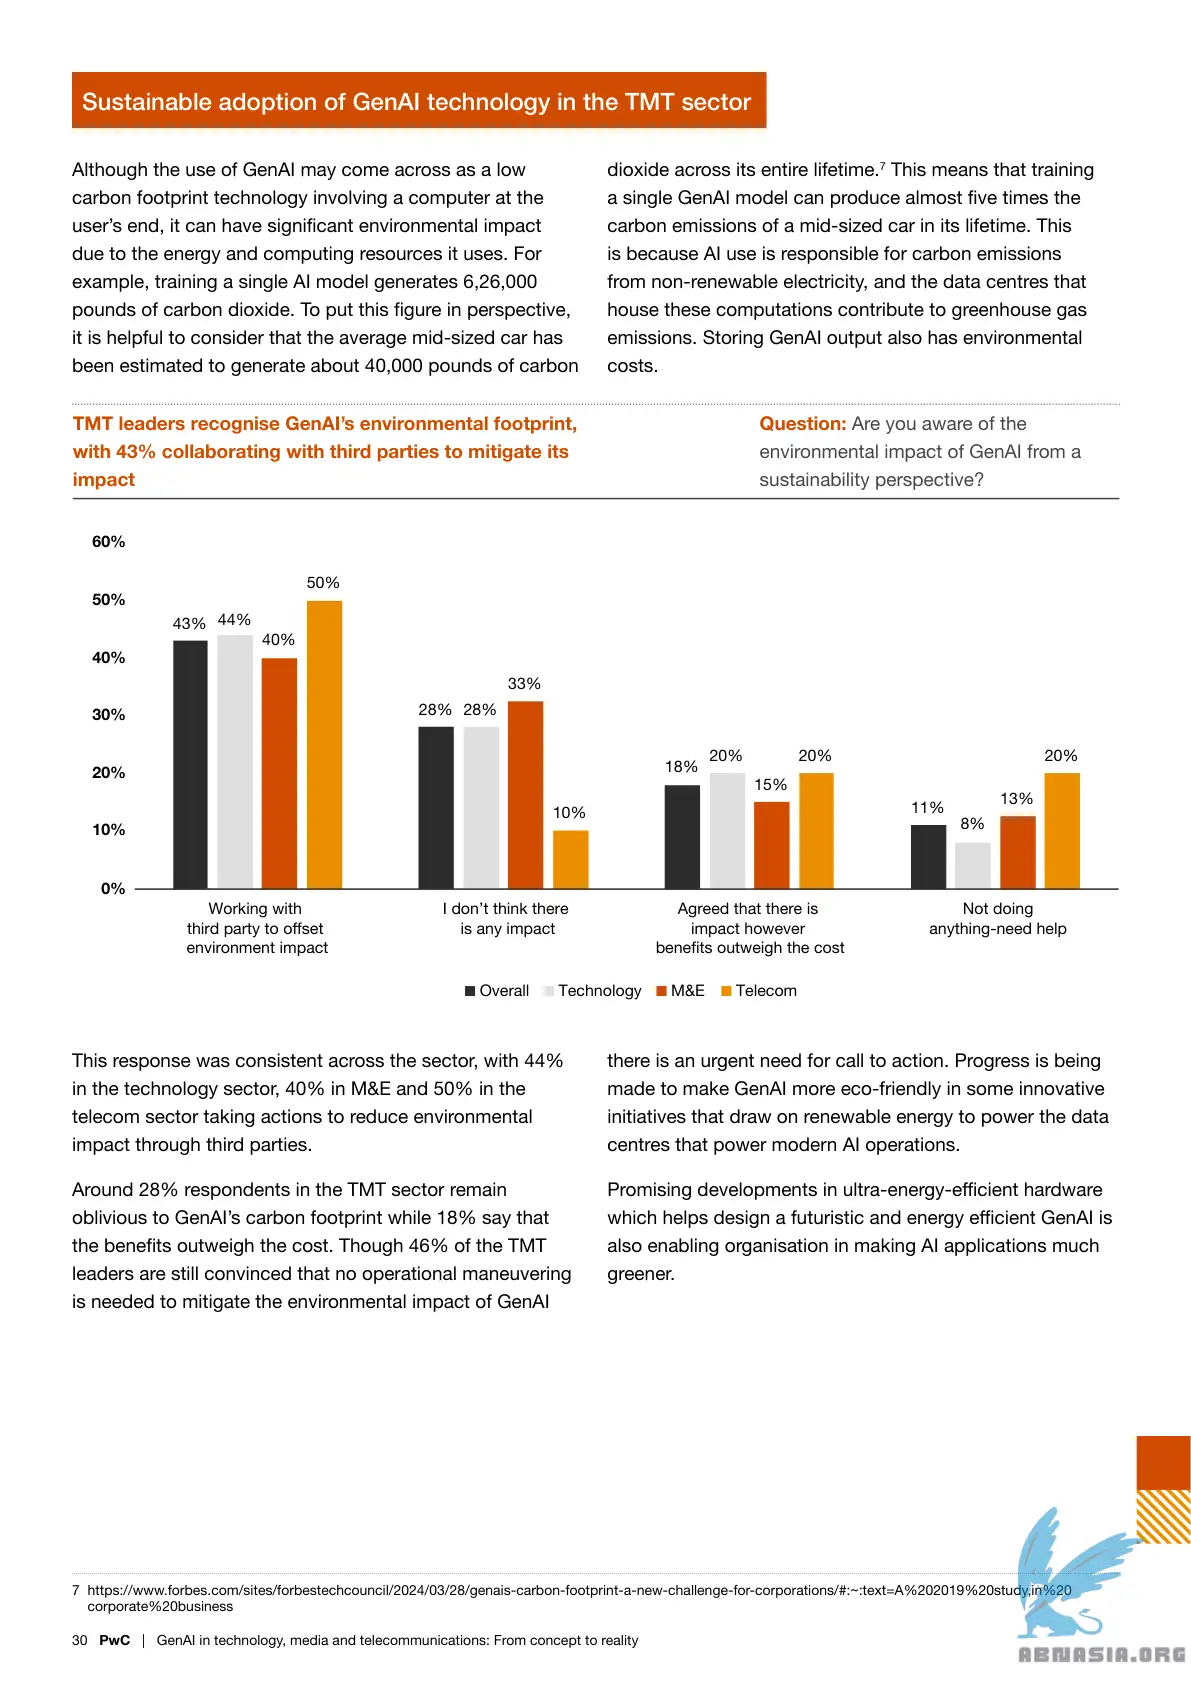 Sustainable adoption of GenAI technology in the TMT sector
Although the use of GenAI may come across as a low
carbon footprint technology involving a computer at the
user’s end, it can have significant environmental impact
due to the energy and computing resources it uses. For
example, training a single AI model generates 6,26,000
pounds of carbon dioxide. To put this figure in perspective,
it is helpful to consider that the average mid-sized car has
been estimated to generate about 40,000 pounds of carbon
dioxide across its entire lifetime.7 This means that training
a single GenAI model can produce almost five times the
carbon emissions of a mid-sized car in its lifetime. This
is because AI use is responsible for carbon emissions
from non-renewable electricity, and the data centres that
house these computations contribute to greenhouse gas
emissions. Storing GenAI output also has environmental
costs.
TMT leaders recognise GenAI’s environmental footprint,
with 43% collaborating with third parties to mitigate its
impact
Question: Are you aware of the
environmental impact of GenAI from a
sustainability perspective?
60%
50%
40%
30%
20%
10%
0%
43% 44% 40% 50%
28% 28% 33% 10%
18% 20% 15% 20%
11% 8% 13% 20%
Working with
third party to offset
environment impact
I don’t think there
is any impact
Agreed that there is
impact however
benefits outweigh the cost
Not doing
anything-need help
Overall Technology M&E Telecom
This response was consistent across the sector, with 44%
in the technology sector, 40% in M&E and 50% in the
telecom sector taking actions to reduce environmental
impact through third parties.
Around 28% respondents in the TMT sector remain
oblivious to GenAI’s carbon footprint while 18% say that
the benefits outweigh the cost. Though 46% of the TMT
leaders are still convinced that no operational maneuvering
is needed to mitigate the environmental impact of GenAI
there is an urgent need for call to action. Progress is being
made to make GenAI more eco-friendly in some innovative
initiatives that draw on renewable energy to power the data
centres that power modern AI operations.
Promising developments in ultra-energy-efficient hardware
which helps design a futuristic and energy efficient GenAI is
also enabling organisation in making AI applications much
greener.
7 https://www.forbes.com/sites/forbestechcouncil/2024/03/28/genais-carbon-footprint-a-new-challenge-for-corporations/#:~:text=A%202019%20study,in%20
corporate%20business
30 PwC | GenAI in technology, media and telecommunications: From concept to reality
ABMASIA.ORG